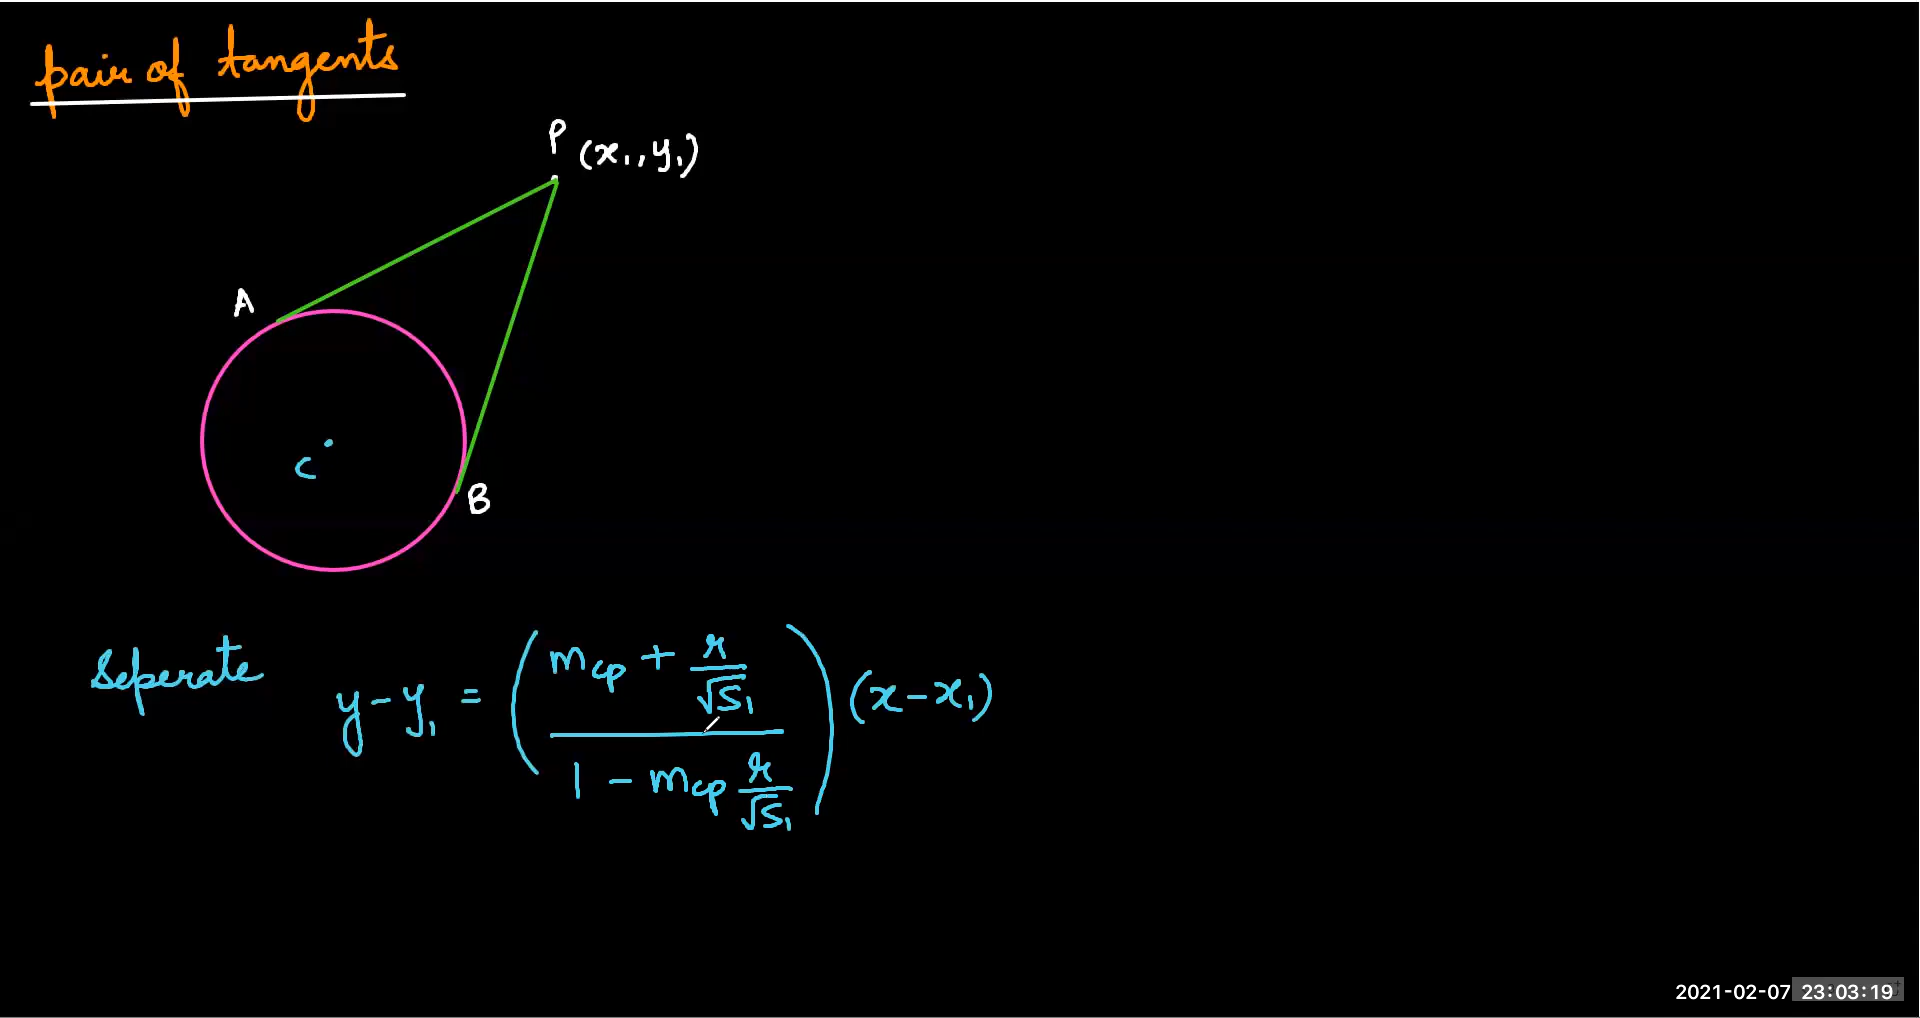 pair of tangents
P (x₁, y₁)
A
C
B
Seperate y - y₁ = ( (m_cp + r/√S₁) / (1 - m_cp r/√S₁) ) (x - x₁)
2021-02-07 23:03:19